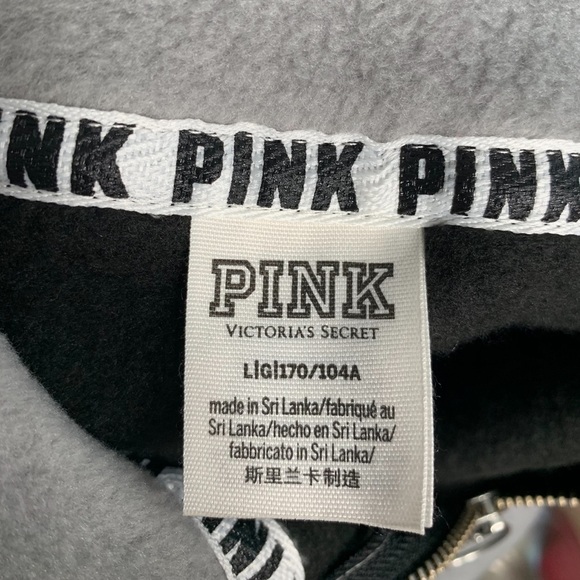 INK PINK PINK
PINK
VICTORIA'S SECRET
L|G|170/104A
made in Sri Lanka/fabriqué au
Sri Lanka/hecho en Sri Lanka/
fabbricato in Sri Lanka/
斯里兰卡制造